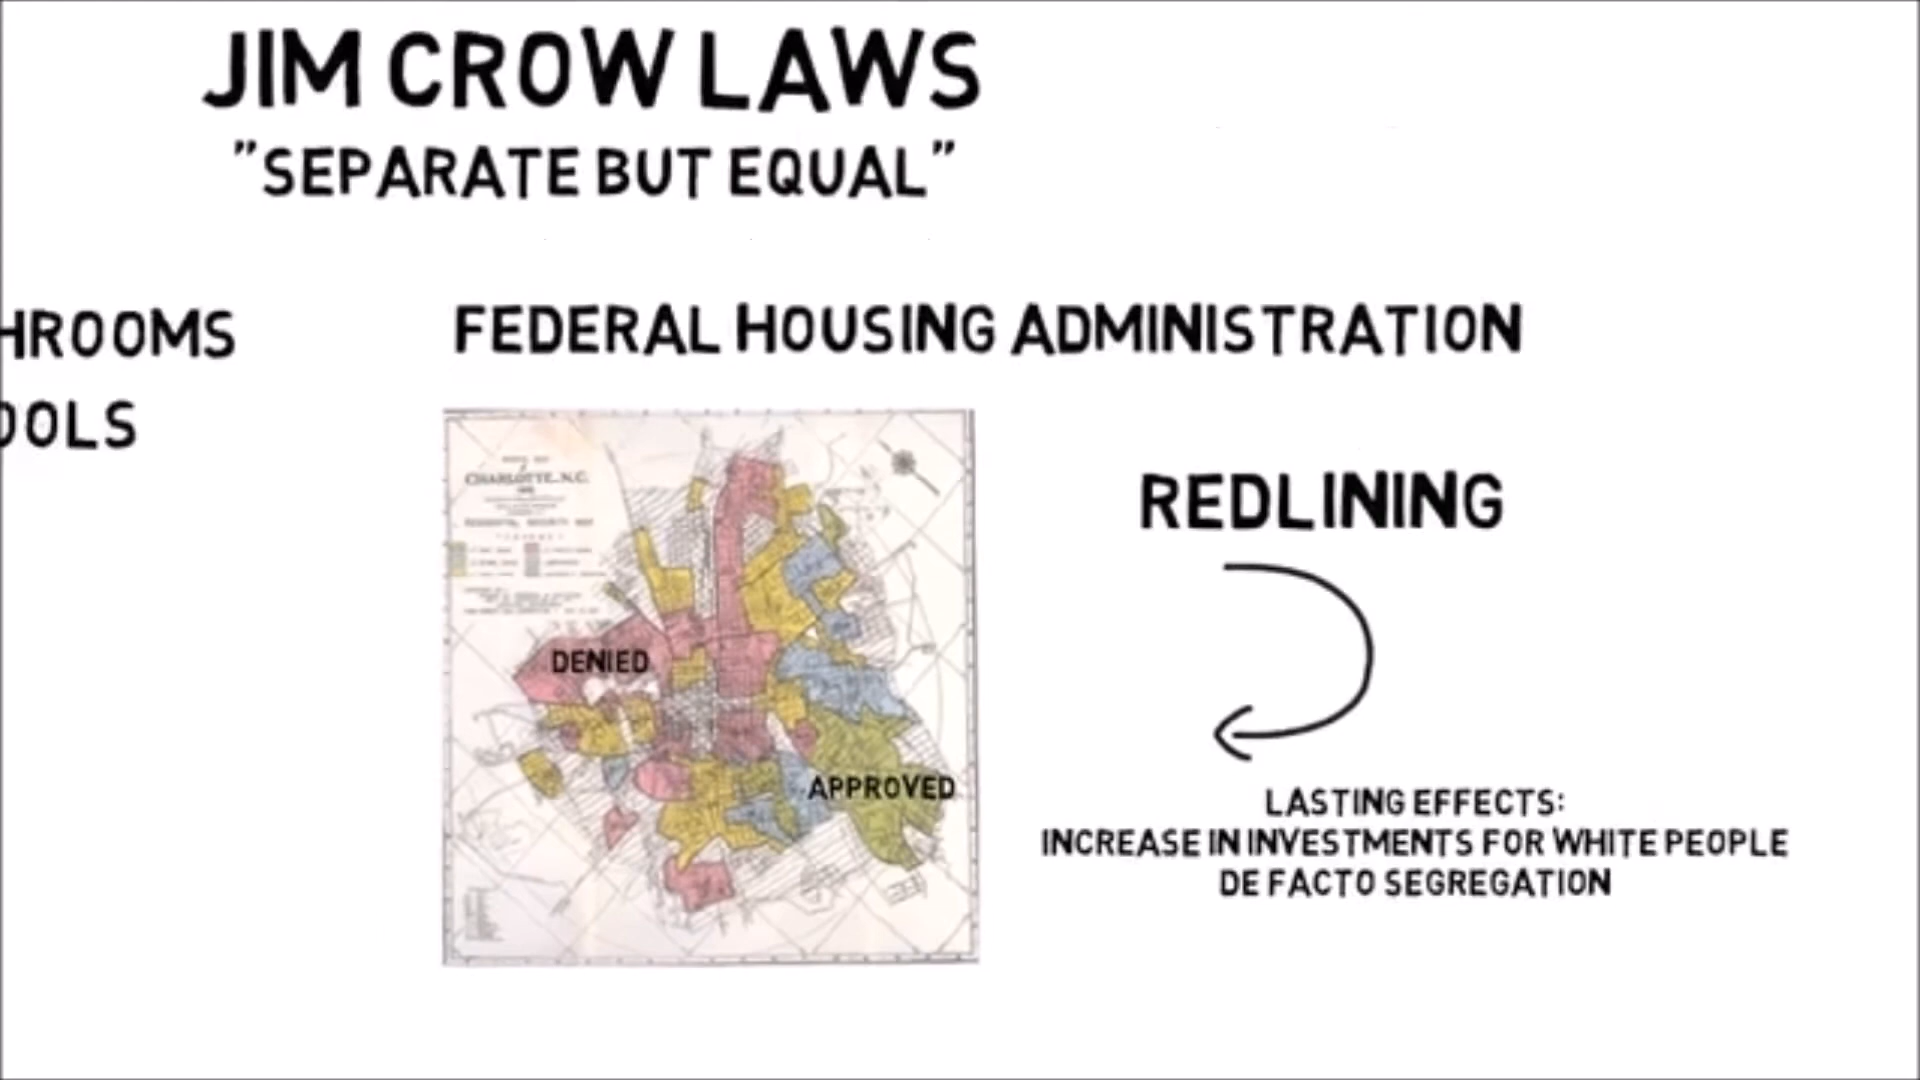 JIM CROW LAWS
"SEPARATE BUT EQUAL"
HROOMS
OOLS
FEDERAL HOUSING ADMINISTRATION
CHARLOTTE, N.C.
DENIED
APPROVED
REDLINING
LASTING EFFECTS:
INCREASE IN INVESTMENTS FOR WHITE PEOPLE
DE FACTO SEGREGATION